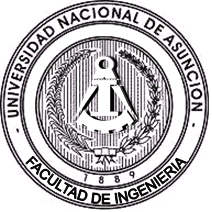 - UNIVERSIDAD NACIONAL DE ASUNCION -
1889
FACULTAD DE INGENIERIA